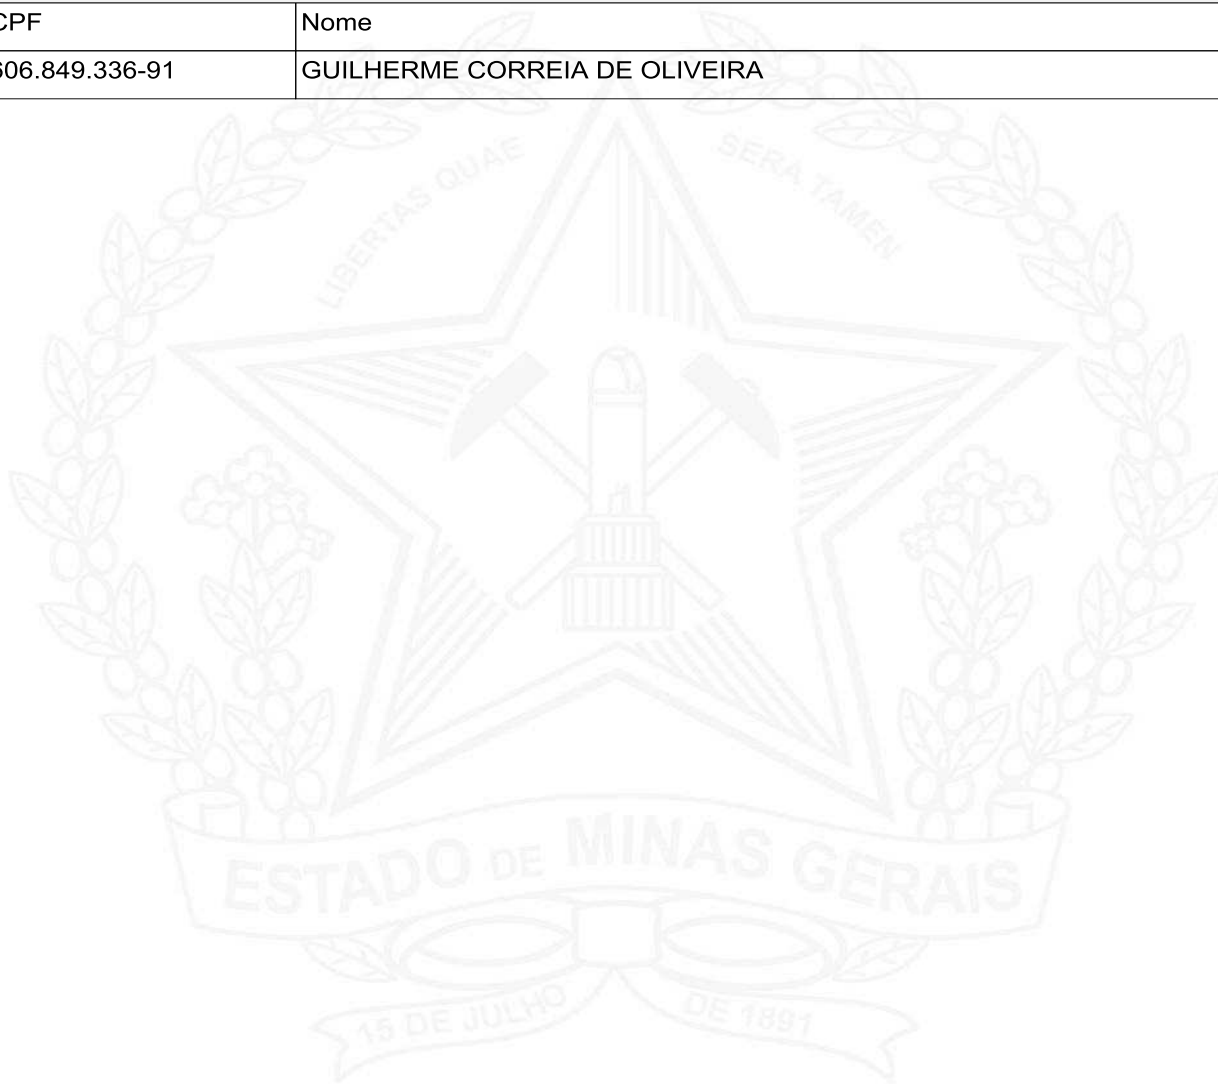 CPF Nome
606.849.336-91 GUILHERME CORREIA DE OLIVEIRA
LIBERTAS QUAE SERA TAMEN
ESTADO DE MINAS GERAIS
15 DE JULHO DE 1891